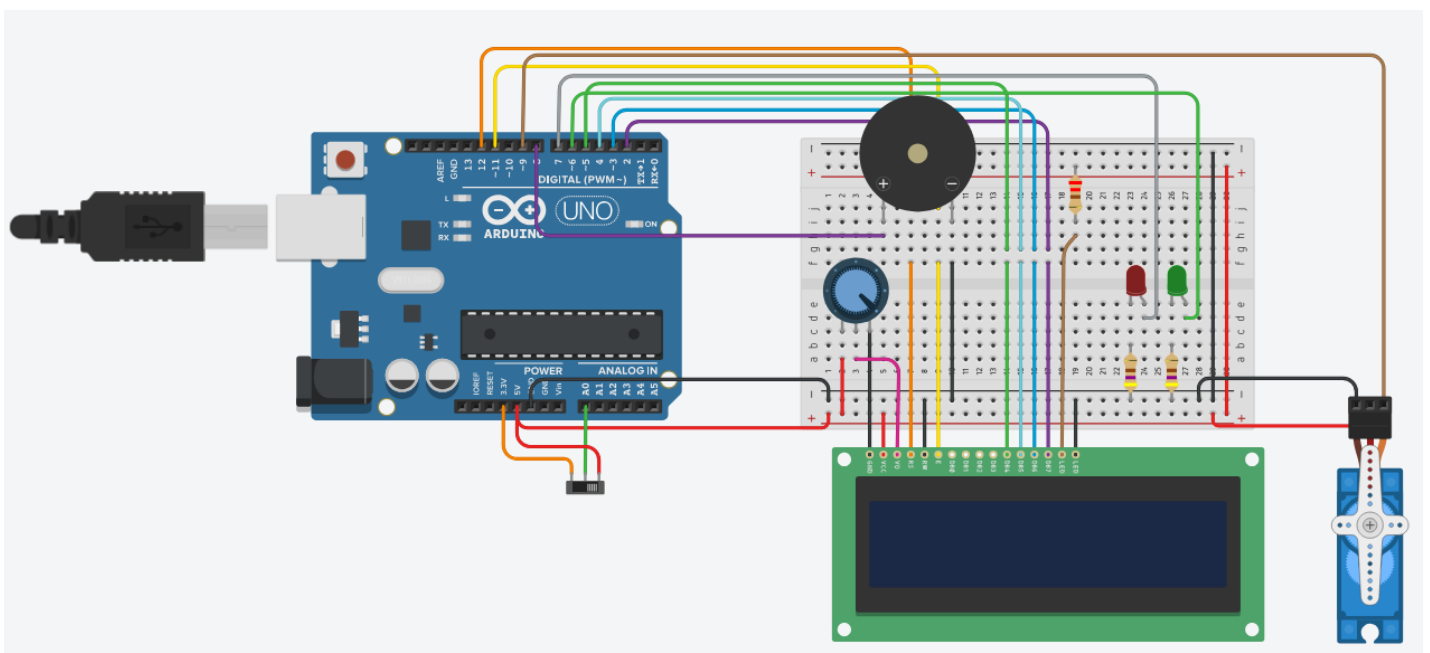 AREF
GND
13
12
~11
~10
~9
8
7
~6
~5
4
~3
2
TX→1
RX←0
DIGITAL (PWM ~)
L
TX
RX
UNO
ON
ARDUINO
POWER
ANALOG IN
IOREF
RESET
3.3V
5V
GND
Vin
A0
A1
A2
A3
A4
A5
j
i
h
g
f
e
d
c
b
a
GND
VCC
V0
RS
RW
E
DB0
DB1
DB2
DB3
DB4
DB5
DB6
DB7
LED
LED